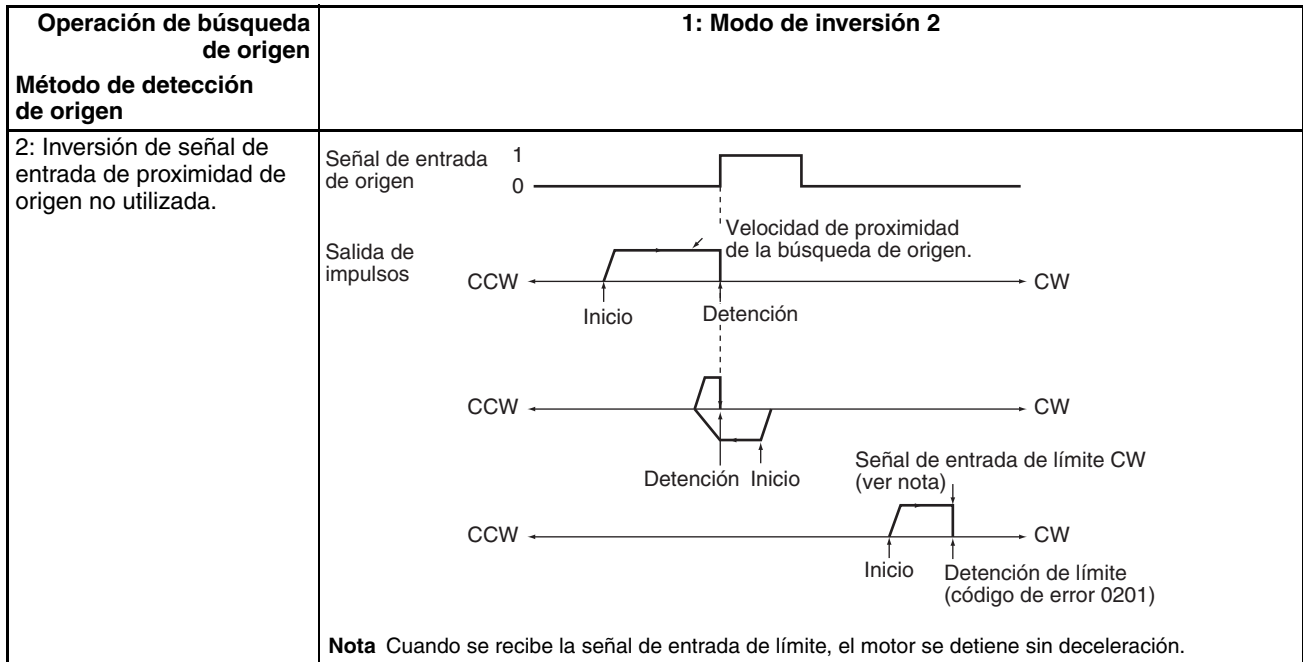 Operación de búsqueda
de origen
Método de detección
de origen
1: Modo de inversión 2
2: Inversión de señal de
entrada de proximidad de
origen no utilizada.
Señal de entrada
de origen
1
0
Velocidad de proximidad
de la búsqueda de origen.
Salida de
impulsos
CCW
CW
Inicio
Detención
CCW
CW
Detención
Inicio
Señal de entrada de límite CW
(ver nota)
CCW
CW
Inicio
Detención de límite
(código de error 0201)
Nota Cuando se recibe la señal de entrada de límite, el motor se detiene sin deceleración.